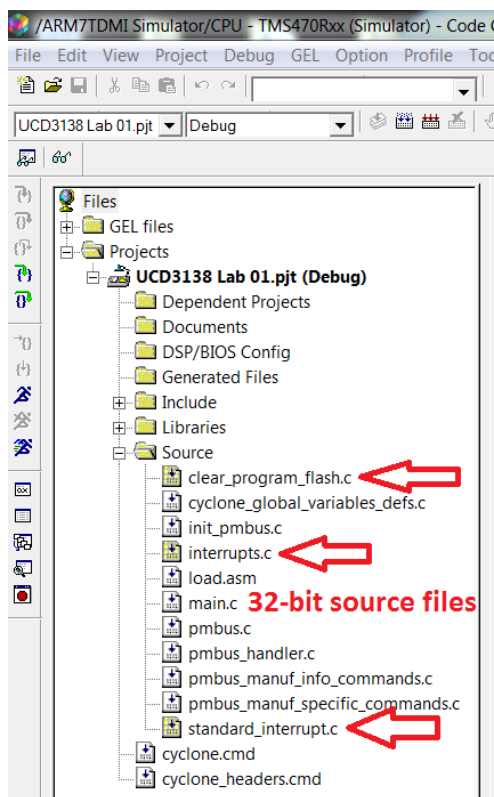 /ARM7TDMI Simulator/CPU - TMS470Rxx (Simulator) - Code C
File Edit View Project Debug GEL Option Profile Too
UCD3138 Lab 01.pjt Debug
Files
GEL files
Projects
UCD3138 Lab 01.pjt (Debug)
Dependent Projects
Documents
DSP/BIOS Config
Generated Files
Include
Libraries
Source
clear_program_flash.c
cyclone_global_variables_defs.c
init_pmbus.c
interrupts.c
load.asm
main.c 32-bit source files
pmbus.c
pmbus_handler.c
pmbus_manuf_info_commands.c
pmbus_manuf_specific_commands.c
standard_interrupt.c
cyclone.cmd
cyclone_headers.cmd